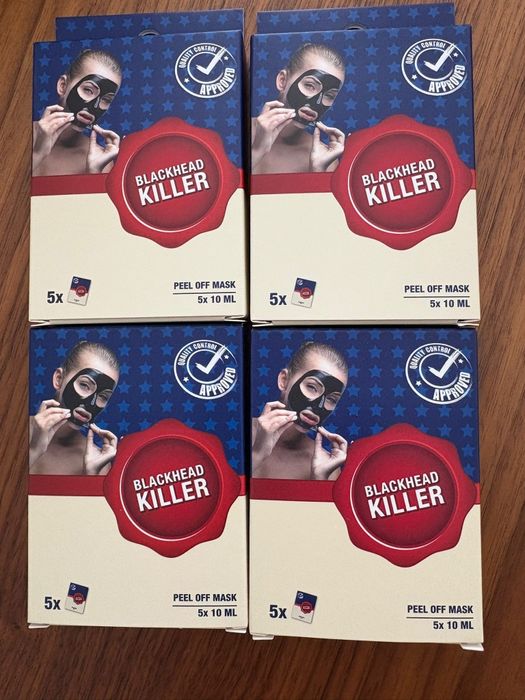 QUALITY CONTROL
APPROVED
BLACKHEAD
KILLER
5x
PEEL OFF MASK
5x 10 ML
QUALITY CONTROL
APPROVED
BLACKHEAD
KILLER
5x
PEEL OFF MASK
5x 10 ML
QUALITY CONTROL
APPROVED
BLACKHEAD
KILLER
5x
PEEL OFF MASK
5x 10 ML
QUALITY CONTROL
APPROVED
BLACKHEAD
KILLER
5x
PEEL OFF MASK
5x 10 ML